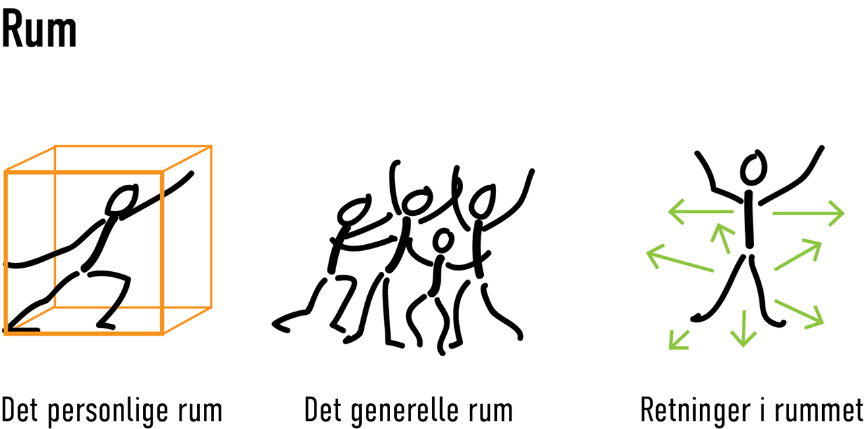 Rum
Det personlige rum
Det generelle rum
Retninger i rummet